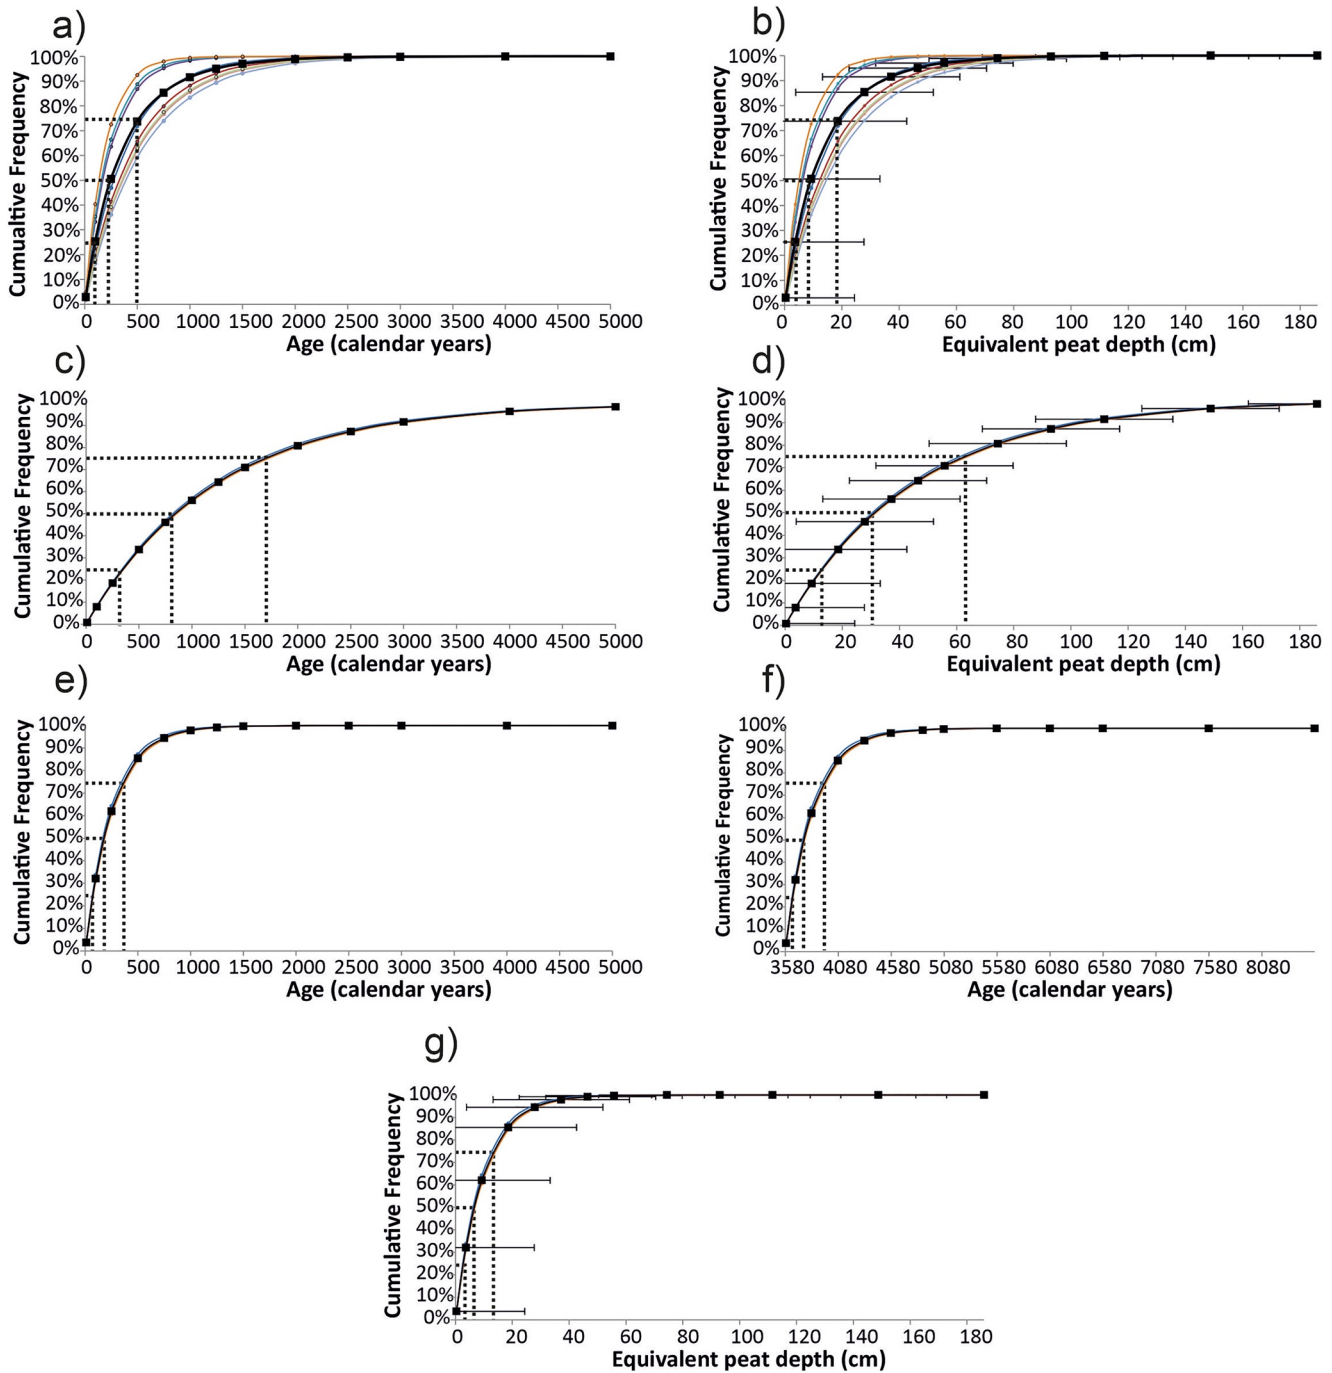 a)
Cumualtive Frequency
100%
90%
80%
70%
60%
50%
40%
30%
20%
10%
0%
0 500 1000 1500 2000 2500 3000 3500 4000 4500 5000
Age (calendar years)
b)
Cumulative Frequency
100%
90%
80%
70%
60%
50%
40%
30%
20%
10%
0%
0 20 40 60 80 100 120 140 160 180
Equivalent peat depth (cm)
c)
Cumulative Frequency
100%
90%
80%
70%
60%
50%
40%
30%
20%
10%
0%
0 500 1000 1500 2000 2500 3000 3500 4000 4500 5000
Age (calendar years)
d)
Cumulative Frequency
100%
90%
80%
70%
60%
50%
40%
30%
20%
10%
0%
0 20 40 60 80 100 120 140 160 180
Equivalent peat depth (cm)
e)
Cumulative Frequency
100%
90%
80%
70%
60%
50%
40%
30%
20%
10%
0%
0 500 1000 1500 2000 2500 3000 3500 4000 4500 5000
Age (calendar years)
f)
Cumulative Frequency
100%
90%
80%
70%
60%
50%
40%
30%
20%
10%
0%
3580 4080 4580 5080 5580 6080 6580 7080 7580 8080
Age (calendar years)
g)
Cumulative Frequency
100%
90%
80%
70%
60%
50%
40%
30%
20%
10%
0%
0 20 40 60 80 100 120 140 160 180
Equivalent peat depth (cm)